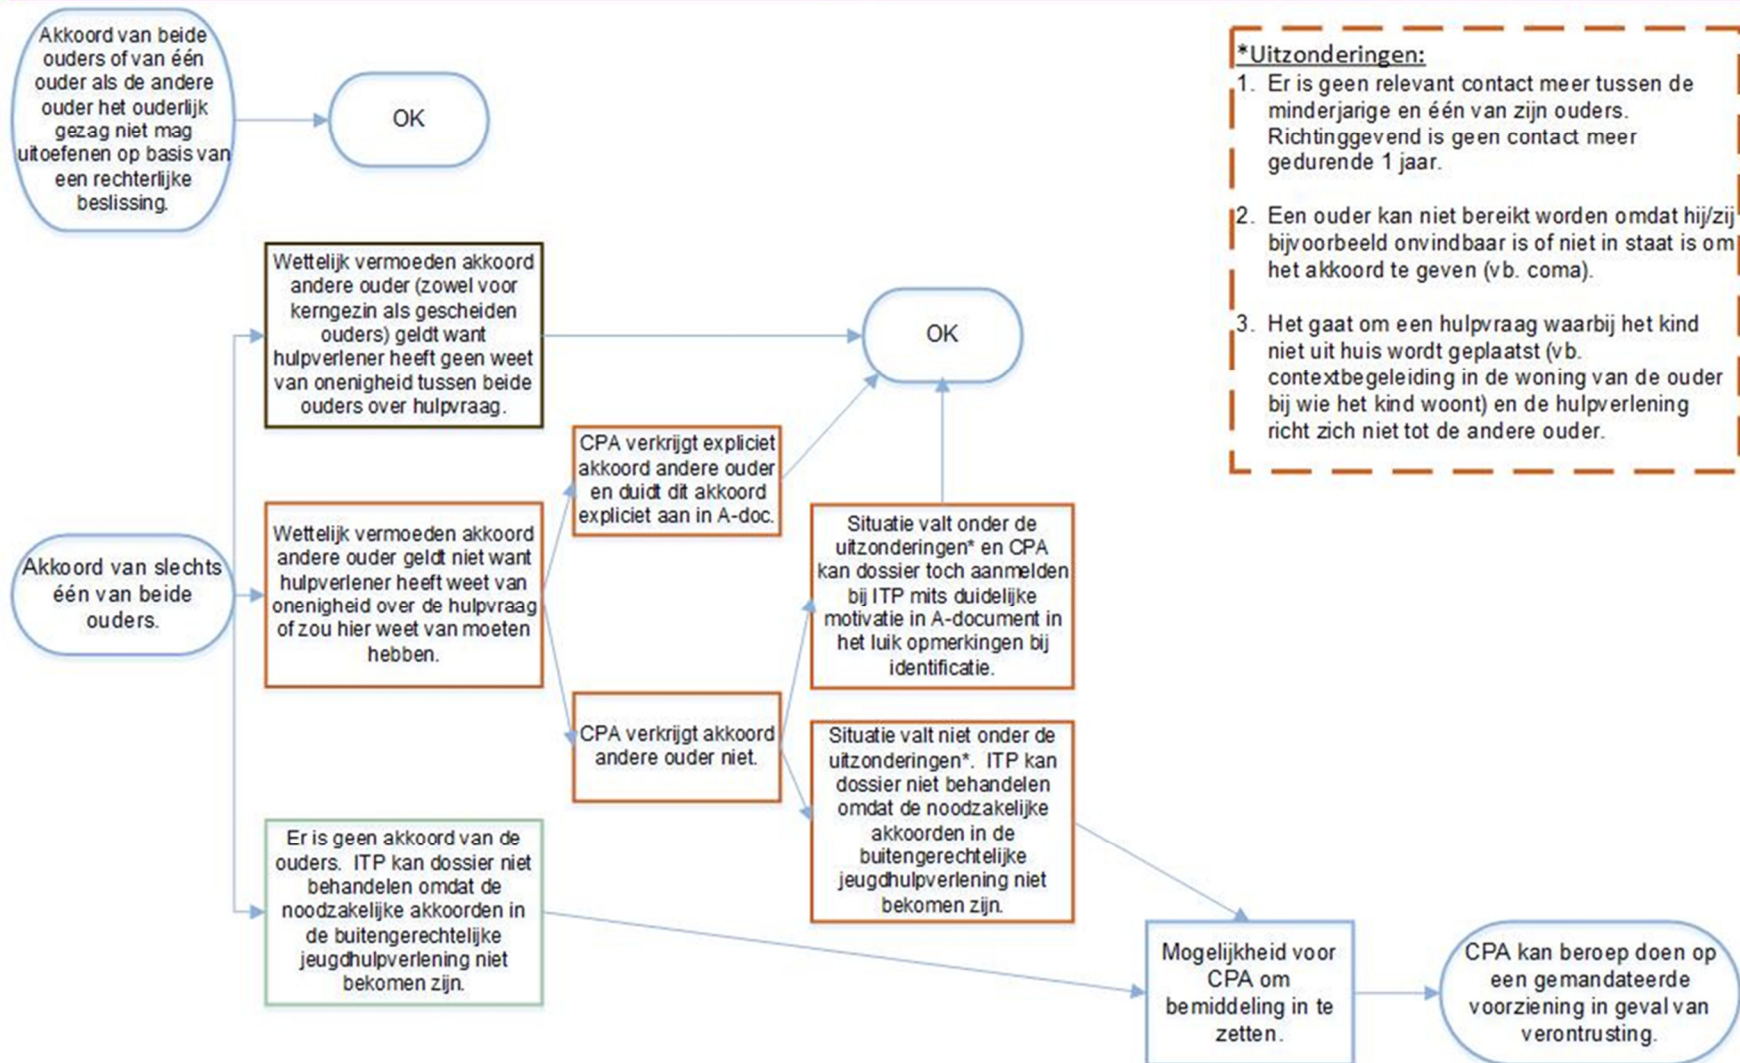 Akkoord van beide
ouders of van één
ouder als de andere
ouder het ouderlijk
gezag niet mag
uitoefenen op basis van
een rechterlijke
beslissing.
OK
*Uitzonderingen:
1. Er is geen relevant contact meer tussen de
minderjarige en één van zijn ouders.
Richtinggevend is geen contact meer
gedurende 1 jaar.
2. Een ouder kan niet bereikt worden omdat hij/zij
bijvoorbeeld onvindbaar is of niet in staat is om
het akkoord te geven (vb. coma).
3. Het gaat om een hulpvraag waarbij het kind
niet uit huis wordt geplaatst (vb.
contextbegeleiding in de woning van de ouder
bij wie het kind woont) en de hulpverlening
richt zich niet tot de andere ouder.
Akkoord van slechts
één van beide
ouders.
Wettelijk vermoeden akkoord
andere ouder (zowel voor
kerngezin als gescheiden
ouders) geldt want
hulpverlener heeft geen weet
van onenigheid tussen beide
ouders over hulpvraag.
OK
Wettelijk vermoeden akkoord
andere ouder geldt niet want
hulpverlener heeft weet van
onenigheid over de hulpvraag
of zou hier weet van moeten
hebben.
CPA verkrijgt expliciet
akkoord andere ouder
en duidt dit akkoord
expliciet aan in A-doc.
CPA verkrijgt akkoord
andere ouder niet.
Situatie valt onder de
uitzonderingen* en CPA
kan dossier toch aanmelden
bij ITP mits duidelijke
motivatie in A-document in
het luik opmerkingen bij
identificatie.
Situatie valt niet onder de
uitzonderingen*. ITP kan
dossier niet behandelen
omdat de noodzakelijke
akkoorden in de
buitengerechtelijke
jeugdhulpverlening niet
bekomen zijn.
Er is geen akkoord van de
ouders. ITP kan dossier niet
behandelen omdat de
noodzakelijke akkoorden in
de buitengerechtelijke
jeugdhulpverlening niet
bekomen zijn.
Mogelijkheid voor
CPA om
bemiddeling in te
zetten.
CPA kan beroep doen op
een gemandateerde
voorziening in geval van
verontrusting.